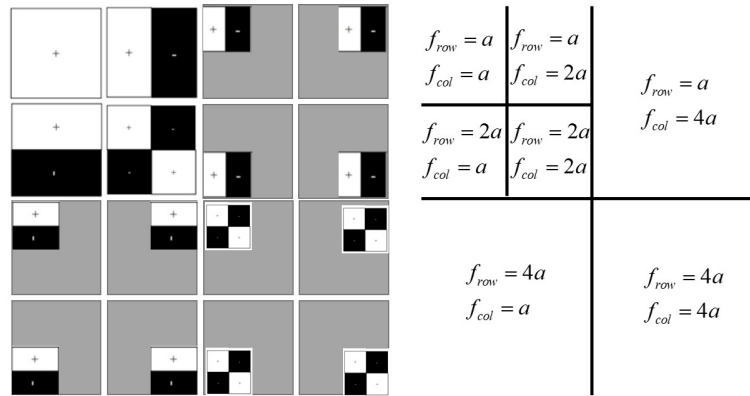 f_row = a
f_col = a
f_row = a
f_col = 2a
f_row = a
f_col = 4a
f_row = 2a
f_col = a
f_row = 2a
f_col = 2a
f_row = 4a
f_col = a
f_row = 4a
f_col = 4a